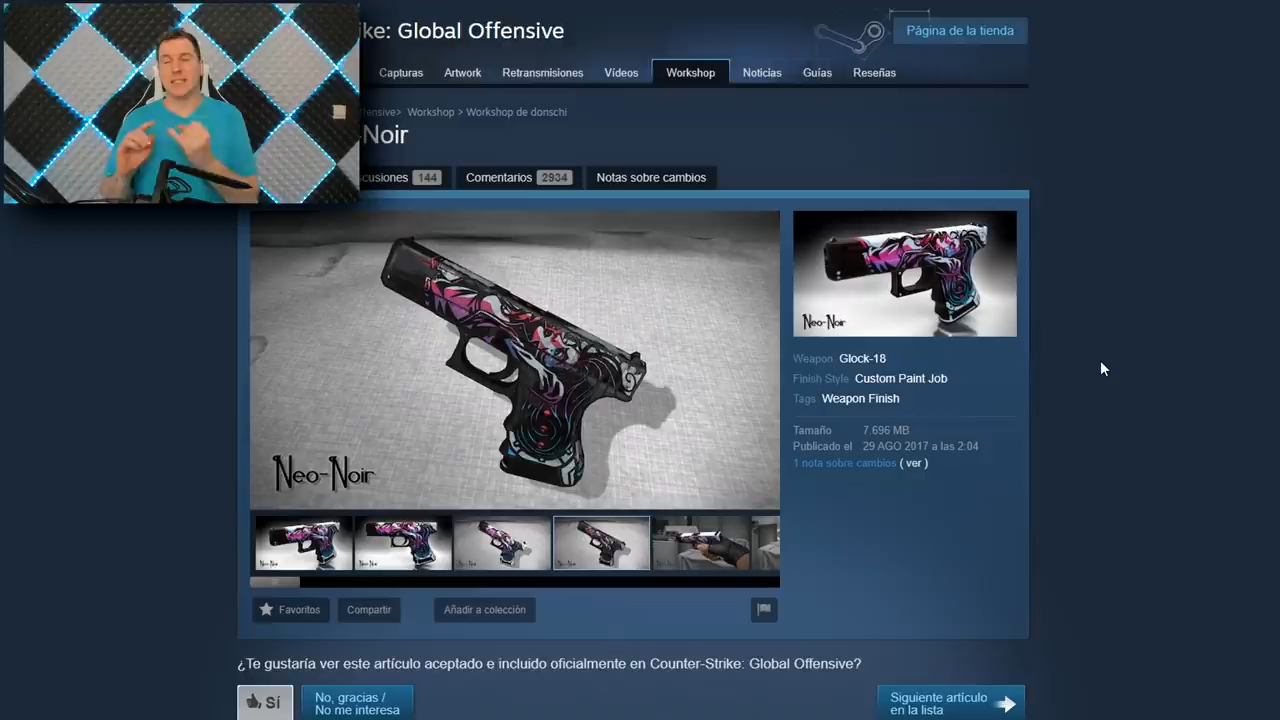 ke: Global Offensive
Página de la tienda
Capturas
Artwork
Retransmisiones
Vídeos
Workshop
Noticias
Guías
Reseñas
ffensive> Workshop > Workshop de donschi
-Noir
scusiones 144
Comentarios 2934
Notas sobre cambios
Neo-Noir
Neo-Noir
Weapon Glock-18
Finish Style Custom Paint Job
Tags Weapon Finish
Tamaño 7.696 MB
Publicado el 29 AGO 2017 a las 2:04
1 nota sobre cambios ( ver )
Favoritos
Compartir
Añadir a colección
¿Te gustaría ver este artículo aceptado e incluido oficialmente en Counter-Strike: Global Offensive?
Sí
No, gracias /
No me interesa
Siguiente artículo
en la lista